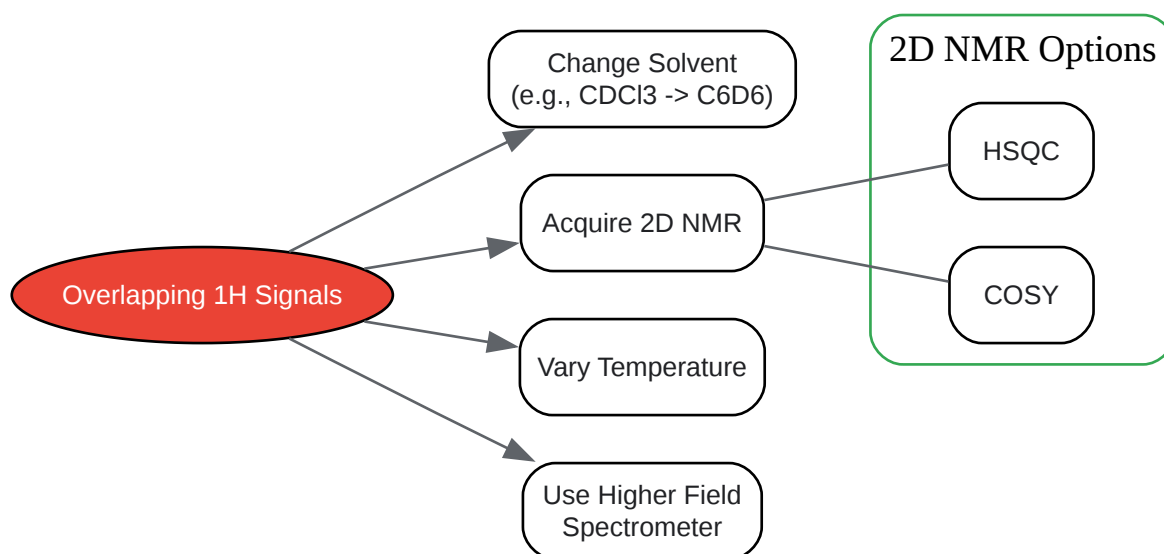 Change Solvent
(e.g., CDCl3 -> C6D6)
2D NMR Options
HSQC
Acquire 2D NMR
Overlapping 1H Signals
COSY
Vary Temperature
Use Higher Field
Spectrometer